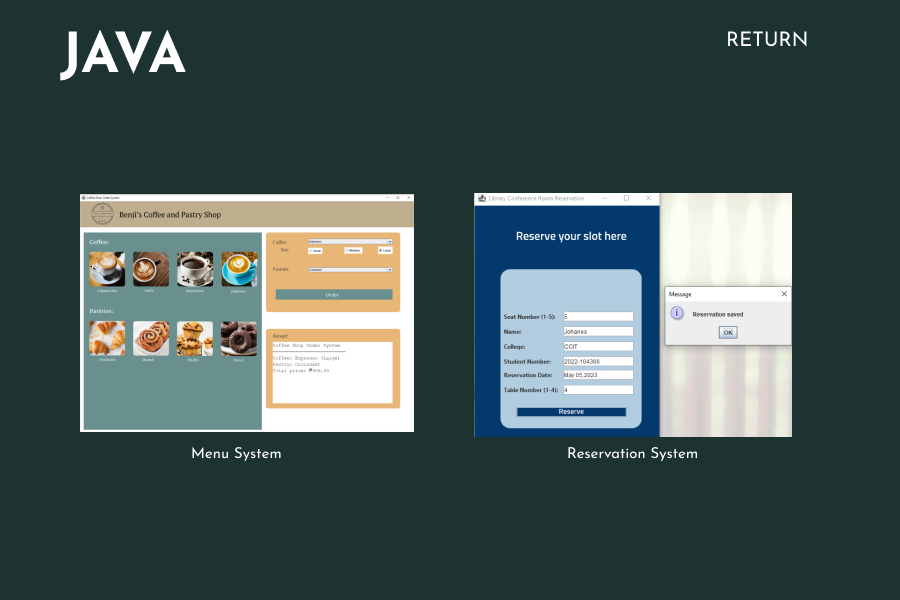 JAVA
RETURN
Coffee Shop Order System
Benji's Coffee and Pastry Shop
Coffee:
Cappuccino
Latte
Americano
Espresso
Pastries:
Croissant
Donut
Muffin
Coffee:
Espresso
Size:
Small
Medium
Large
Pastries:
Croissant
Order
Receipt
Coffee Shop Order System
==========================
Coffee: Espresso (Large)
Pastry: Croissant
Total price:
Menu System
Library Conference Room Reservation
Reserve your slot here
Seat Number (1-5): 5
Name: Johanes
College: CCIT
Student Number: 2022-104366
Reservation Date: May 05,2023
Table Number (1-4): 4
Reserve
Message
Reservation saved
OK
Reservation System